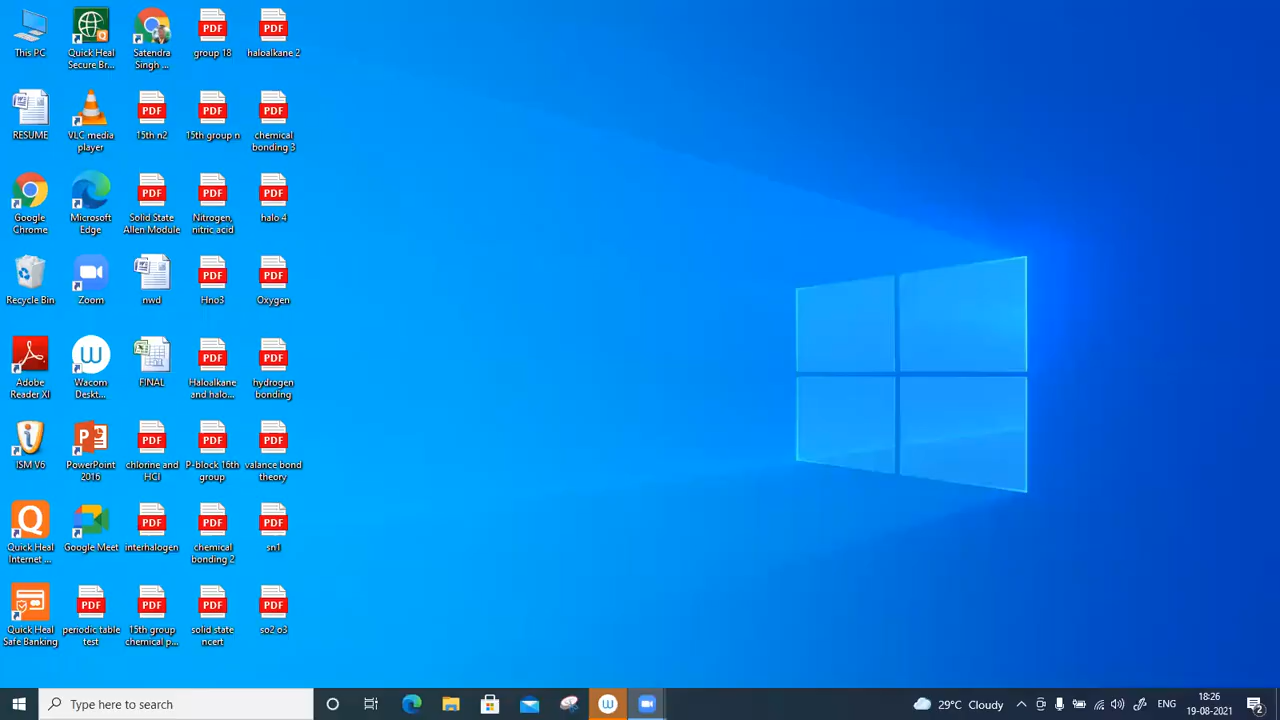 This PC
Quick Heal
Secure Br...
Satendra
Singh ...
PDF
group 18
PDF
haloalkane 2
RESUME
VLC media
player
PDF
15th n2
PDF
15th group n
PDF
chemical
bonding 3
Google
Chrome
Microsoft
Edge
PDF
Solid State
Allen Module
PDF
Nitrogen,
nitric acid
PDF
halo 4
Recycle Bin
Zoom
nwd
PDF
Hno3
PDF
Oxygen
Adobe
Reader XI
Wacom
Deskt...
FINAL
PDF
Haloalkane
and halo...
PDF
hydrogen
bonding
ISM V6
PowerPoint
2016
PDF
chlorine and
HCl
PDF
P-block 16th
group
PDF
valance bond
theory
Quick Heal
Internet ...
Google Meet
PDF
interhalogen
PDF
chemical
bonding 2
PDF
sn1
Quick Heal
Safe Banking
PDF
periodic table
test
PDF
15th group
chemical p...
PDF
solid state
ncert
PDF
so2 o3
Type here to search
29°C Cloudy
ENG
18:26
19-08-2021
2